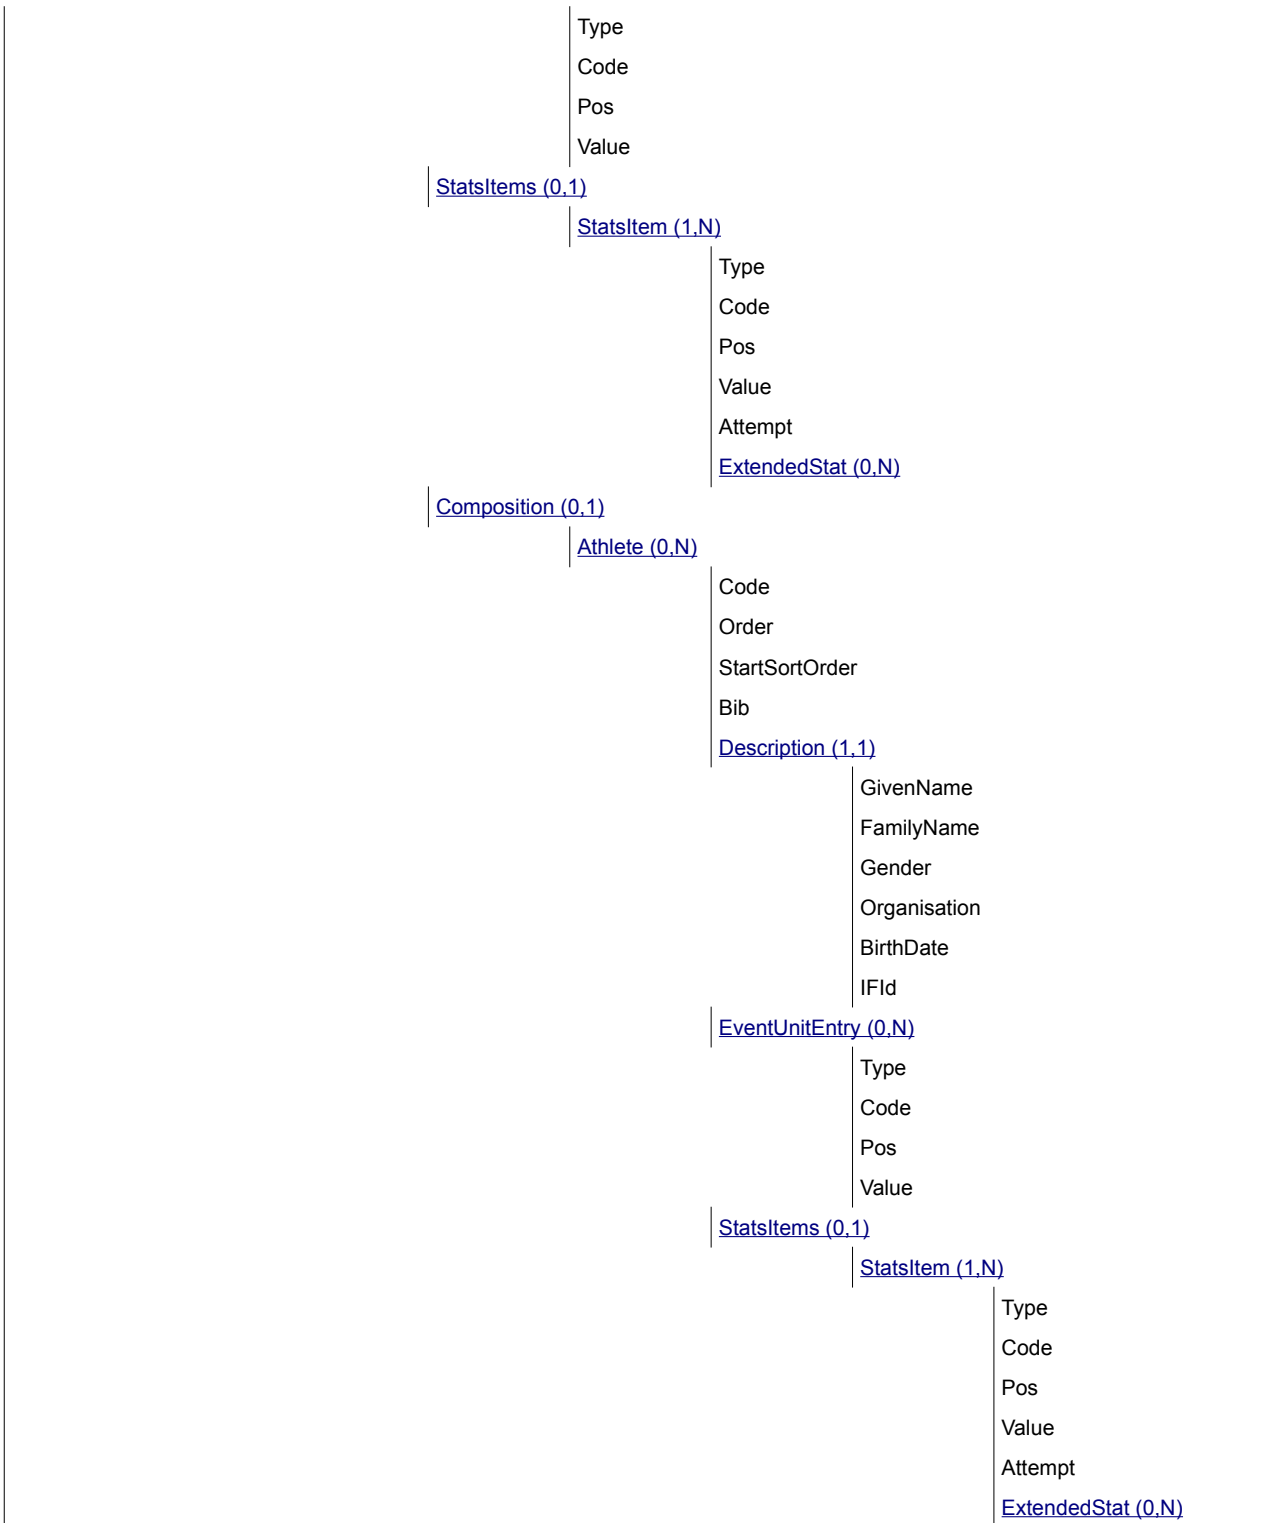 Type
Code
Pos
Value
StatsItems (0,1)
StatsItem (1,N)
Type
Code
Pos
Value
Attempt
ExtendedStat (0,N)
Composition (0,1)
Athlete (0,N)
Code
Order
StartSortOrder
Bib
Description (1,1)
GivenName
FamilyName
Gender
Organisation
BirthDate
IFId
EventUnitEntry (0,N)
Type
Code
Pos
Value
StatsItems (0,1)
StatsItem (1,N)
Type
Code
Pos
Value
Attempt
ExtendedStat (0,N)